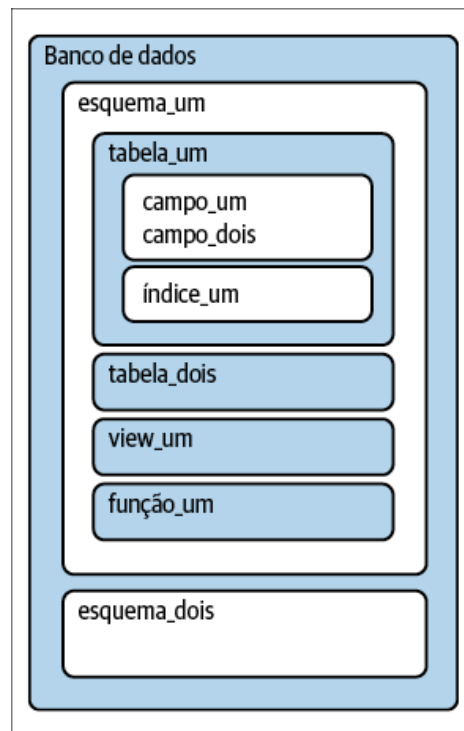 Banco de dados
esquema_um
tabela_um
campo_um
campo_dois
índice_um
tabela_dois
view_um
função_um
esquema_dois